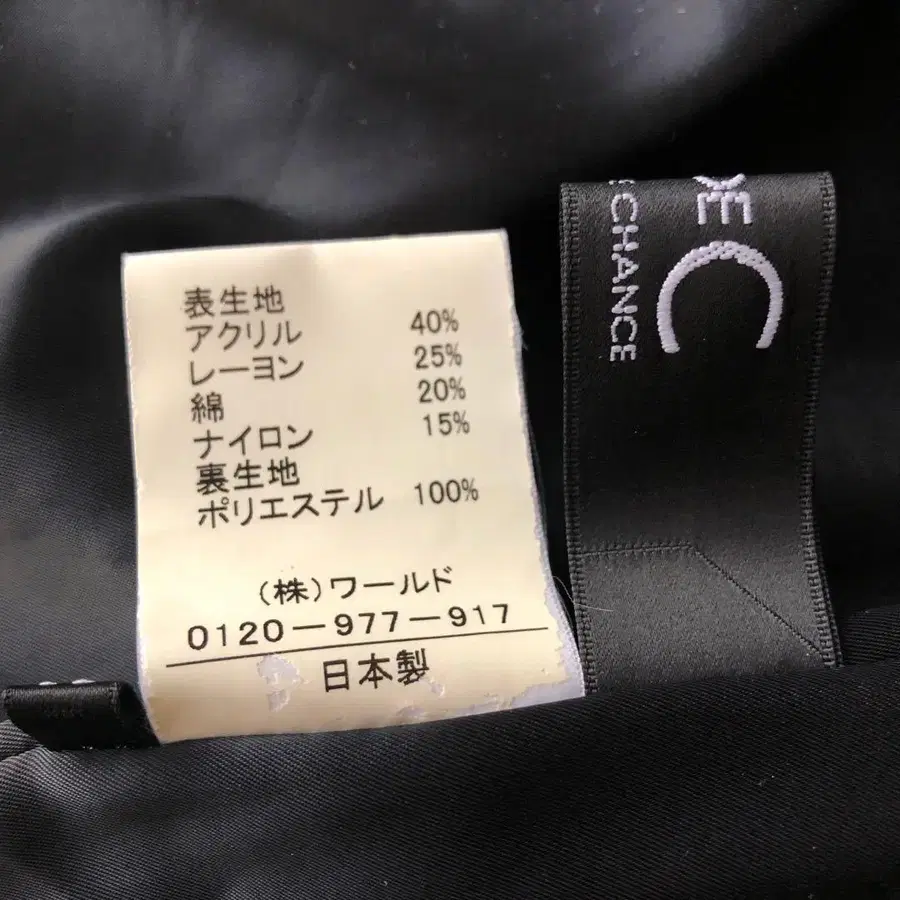 表生地
アクリル 40%
レーヨン 25%
綿 20%
ナイロン 15%
裏生地
ポリエステル 100%
(株)ワールド
0120-977-917
日本製
DE C
CHANCE